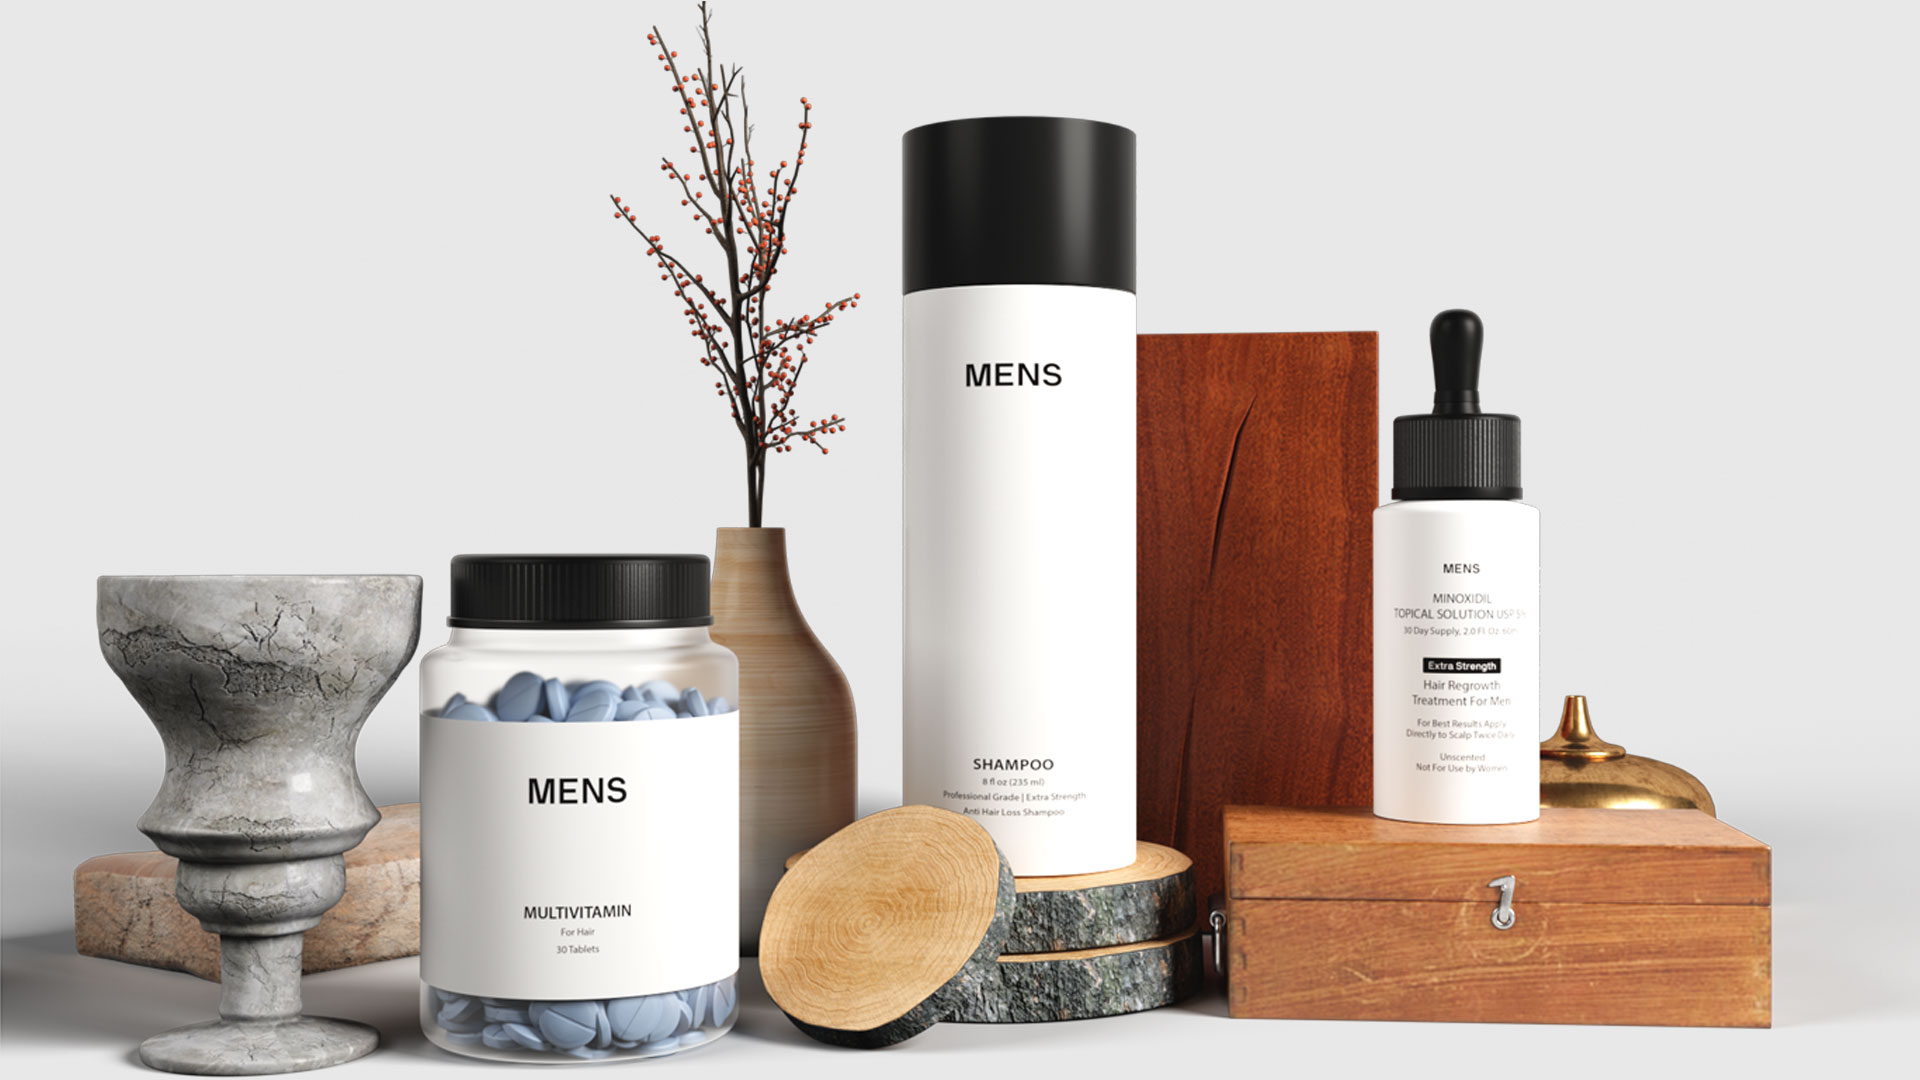 MENS
MULTIVITAMIN
For Hair
30 Tablets
MENS
SHAMPOO
8 fl oz (235 ml)
Professional Grade | Extra Strength
Anti Hair Loss Shampoo
MENS
MINOXIDIL
TOPICAL SOLUTION USP 5%
30 Day Supply, 2.0 Fl. Oz.
Extra Strength
Hair Regrowth
Treatment For Men
For Best Results Apply
Directly to Scalp Twice Daily
Unscented
Not For Use by Women